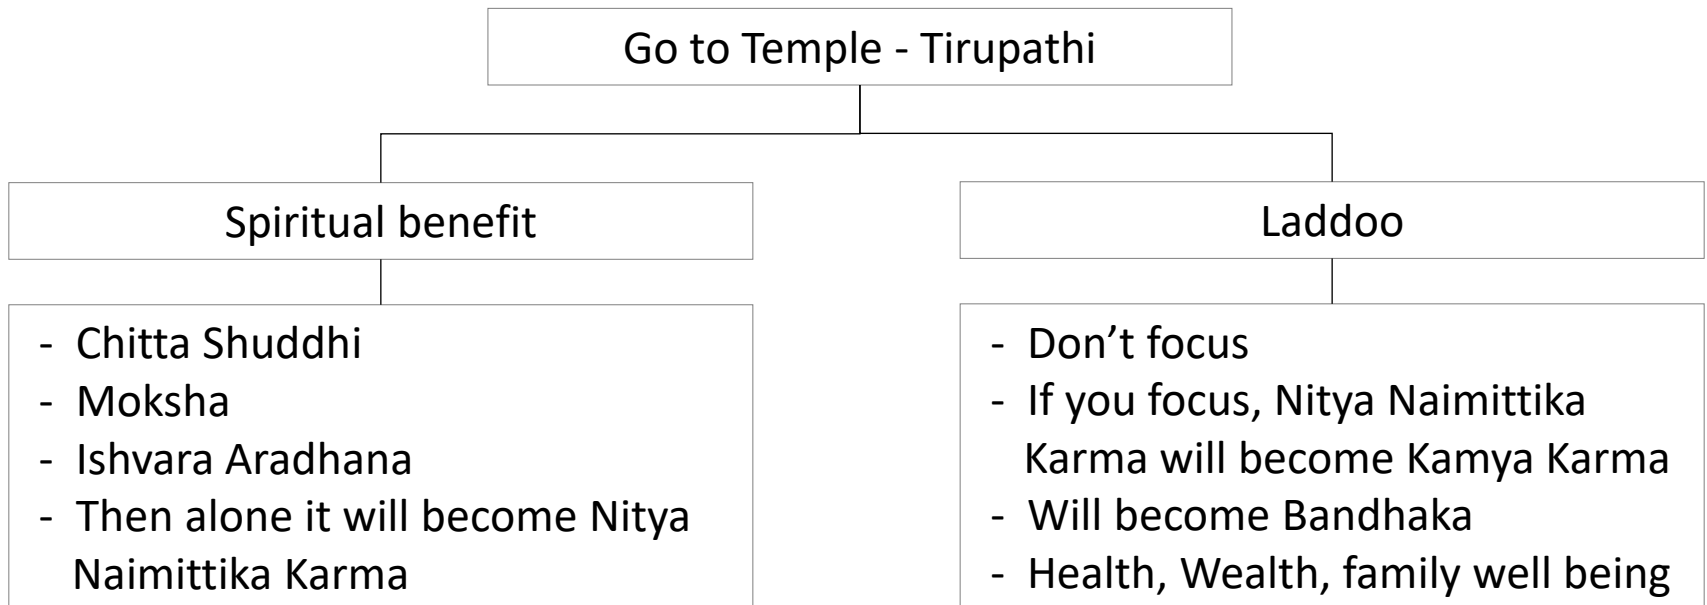 Go to Temple - Tirupathi
Spiritual benefit
- Chitta Shuddhi
- Moksha
- Ishvara Aradhana
- Then alone it will become Nitya
Naimittika Karma
Laddoo
- Don’t focus
- If you focus, Nitya Naimittika
Karma will become Kamya Karma
- Will become Bandhaka
- Health, Wealth, family well being